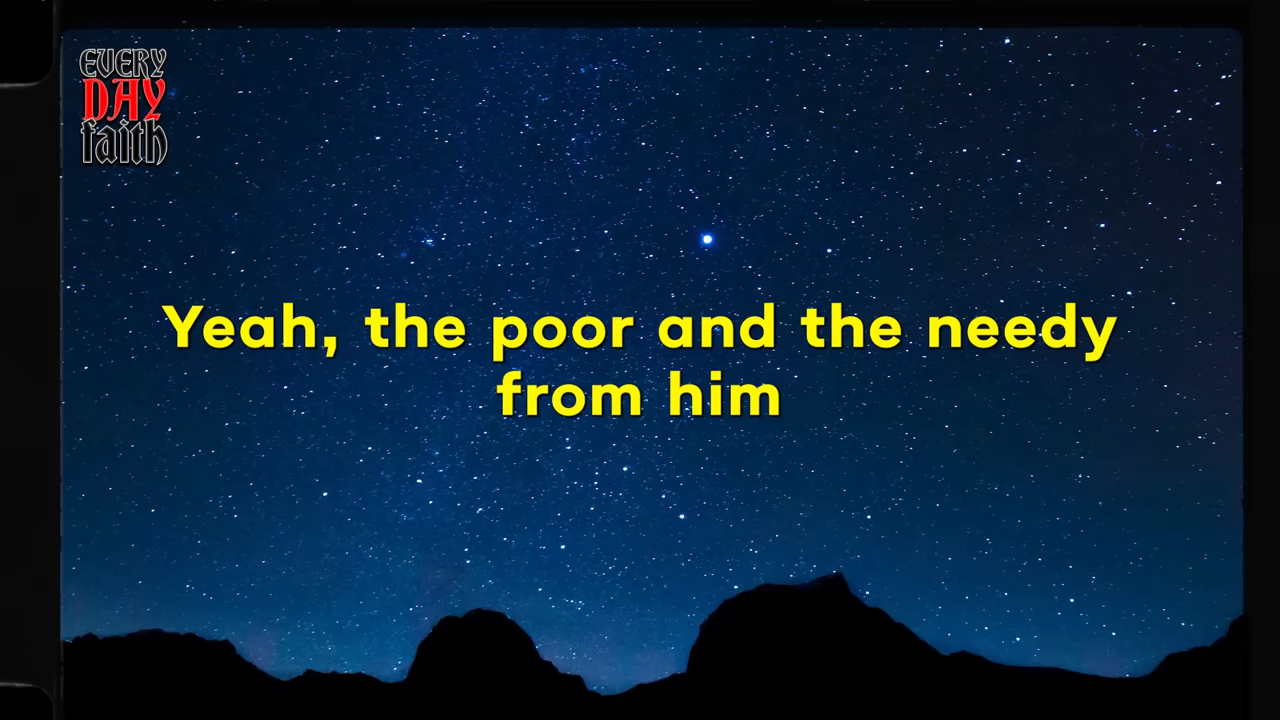 EVERY
DAY
faith
Yeah, the poor and the needy
from him